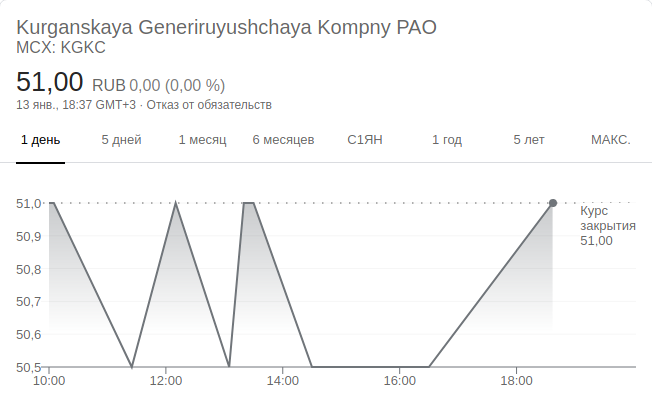 Kurganskaya Generiruyushchaya Kompny PAO
MCX: KGKC
51,00 RUB 0,00 (0,00 %)
13 янв., 18:37 GMT+3 · Отказ от обязательств
1 день 5 дней 1 месяц 6 месяцев С1ЯН 1 год 5 лет МАКС.
51,0
50,9
50,8
50,7
50,6
50,5
Курс
закрытия
51,00
10:00 12:00 14:00 16:00 18:00